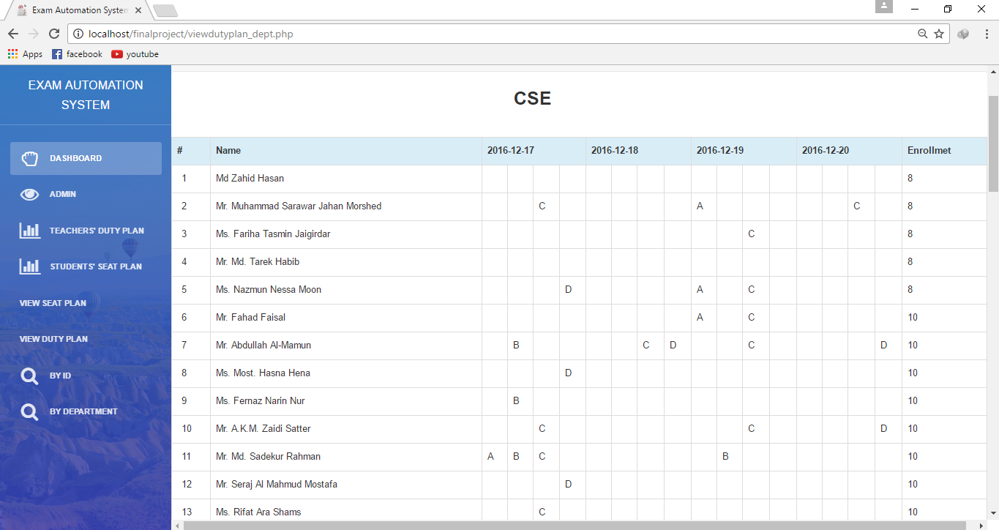 Exam Automation System
localhost/finalproject/viewdutyplan_dept.php
Apps facebook youtube
EXAM AUTOMATION
SYSTEM
DASHBOARD
ADMIN
TEACHERS' DUTY PLAN
STUDENTS' SEAT PLAN
VIEW SEAT PLAN
VIEW DUTY PLAN
BY ID
BY DEPARTMENT
CSE
# Name 2016-12-17 2016-12-18 2016-12-19 2016-12-20 Enrollmet
1 Md Zahid Hasan 8
2 Mr. Muhammad Sarawar Jahan Morshed C A C 8
3 Ms. Fariha Tasmin Jaigirdar C 8
4 Mr. Md. Tarek Habib 8
5 Ms. Nazmun Nessa Moon D A C 8
6 Mr. Fahad Faisal A C 10
7 Mr. Abdullah Al-Mamun B C D C D 10
8 Ms. Most. Hasna Hena D 10
9 Ms. Fernaz Narin Nur B 10
10 Mr. A.K.M. Zaidi Satter C C D 10
11 Mr. Md. Sadekur Rahman A B C B 10
12 Mr. Seraj Al Mahmud Mostafa D 10
13 Ms. Rifat Ara Shams C 10